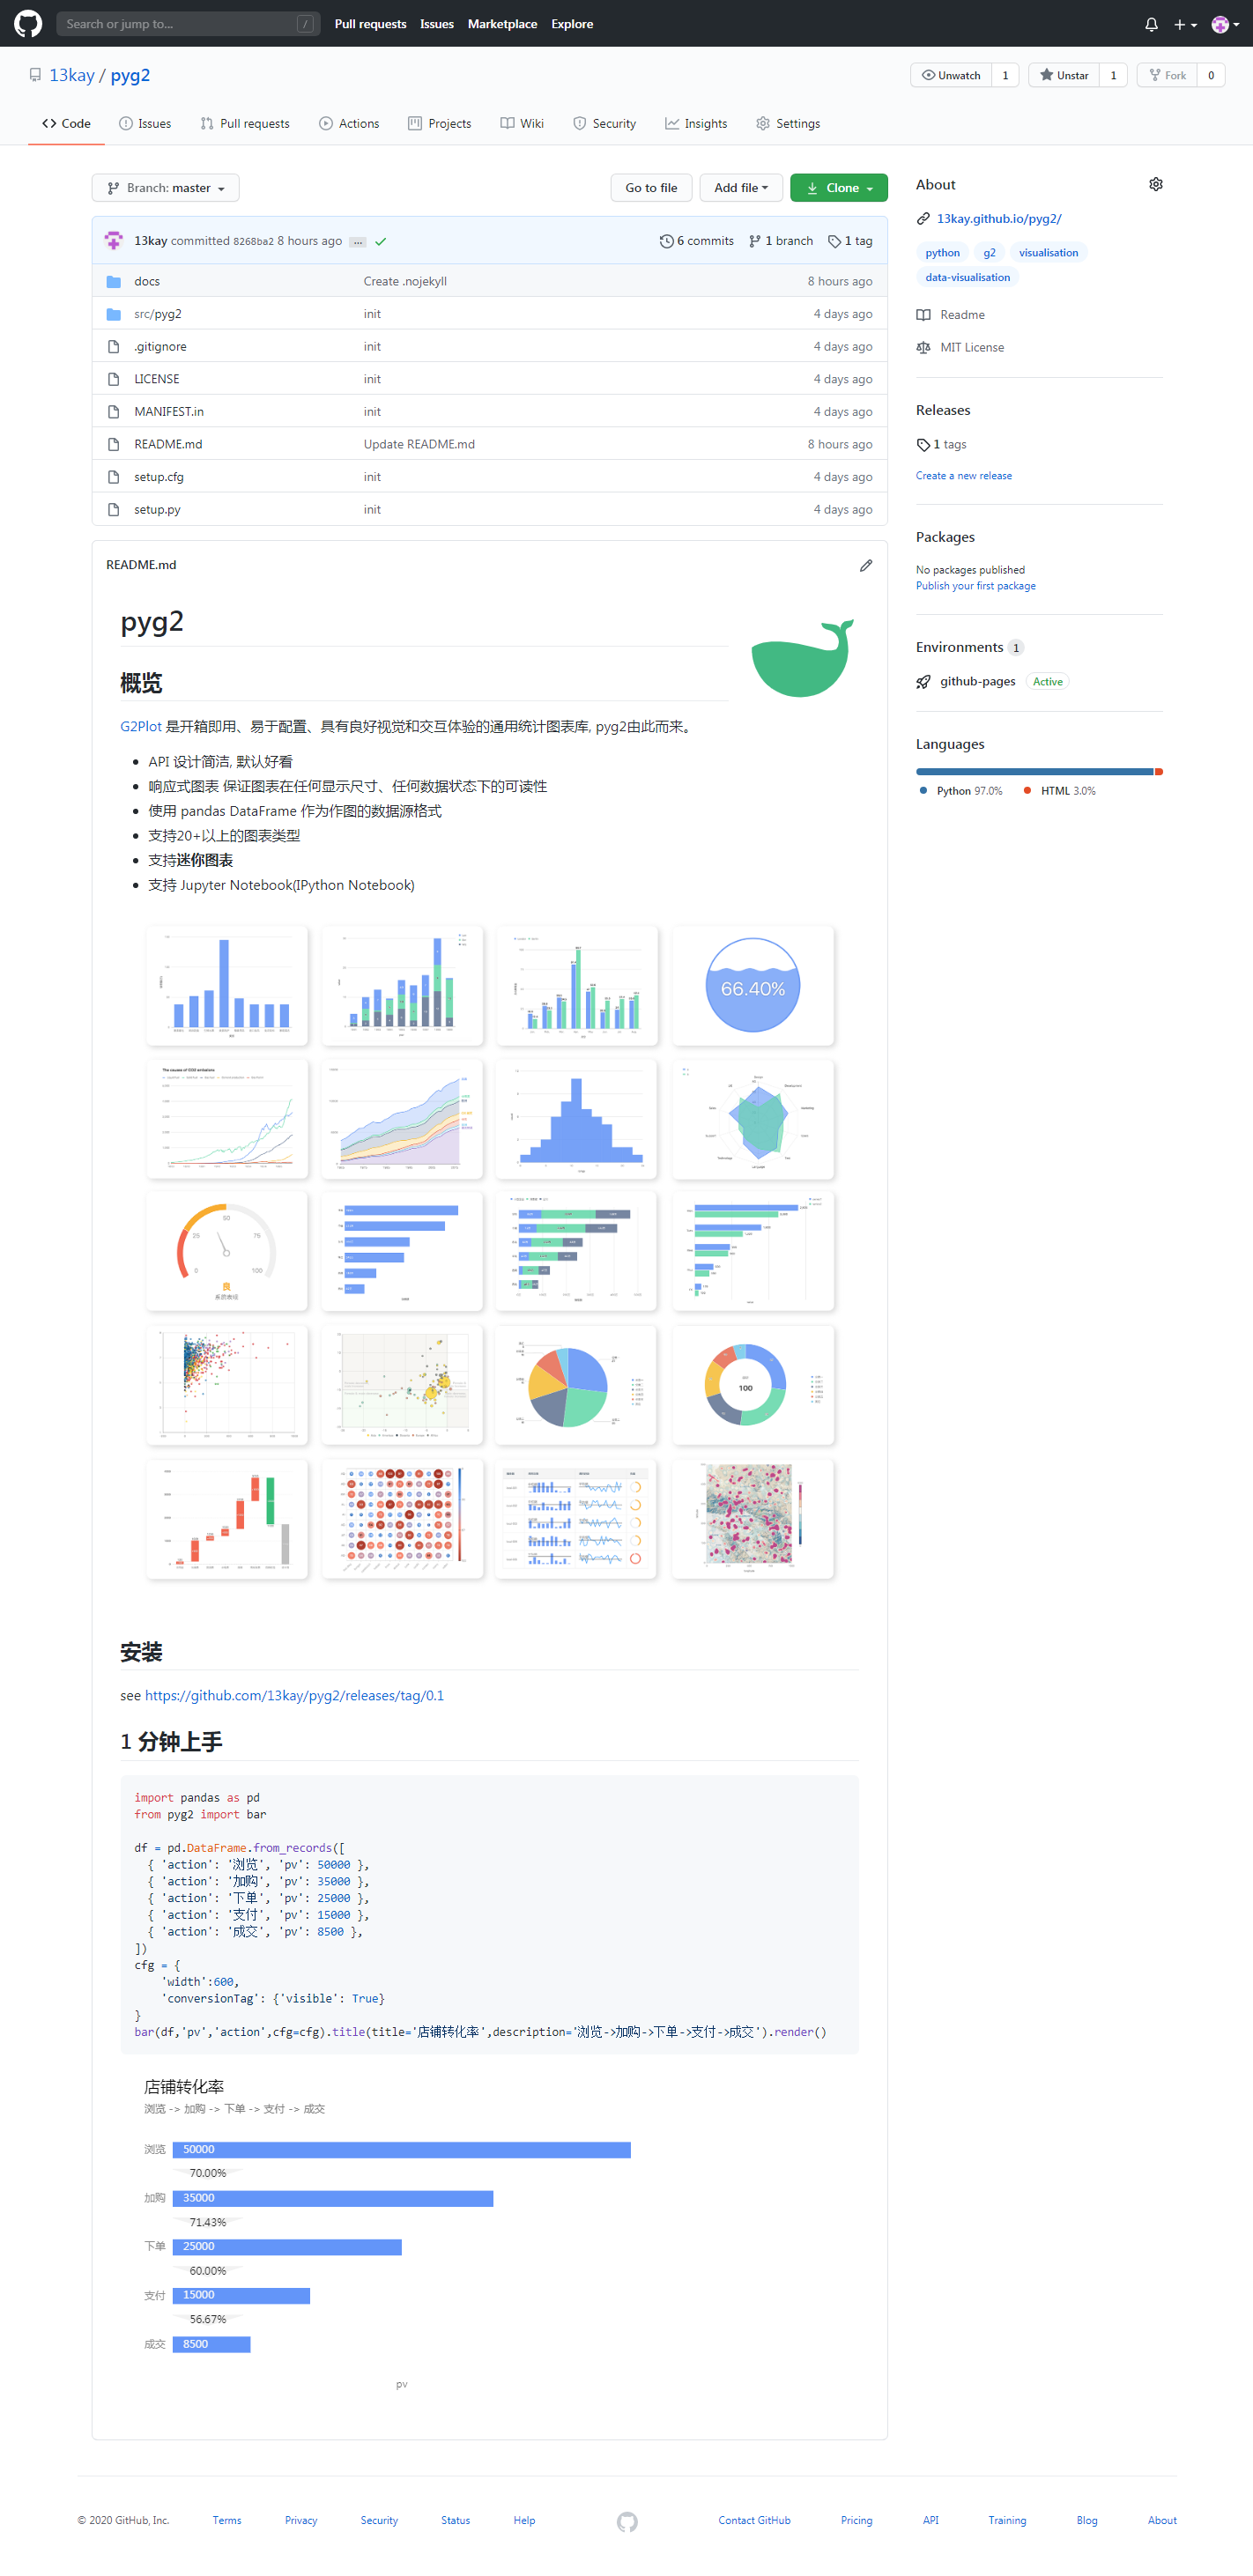 Search or jump to... /
Pull requests Issues Marketplace Explore
13kay / pyg2
Unwatch 1 Unstar 1 Fork 0
Code Issues Pull requests Actions Projects Wiki Security Insights Settings
Branch: master Go to file Add file Clone
13kay committed 8268ba2 8 hours ago ... 6 commits 1 branch 1 tag
docs Create .nojekyll 8 hours ago
src/pyg2 init 4 days ago
.gitignore init 4 days ago
LICENSE init 4 days ago
MANIFEST.in init 4 days ago
README.md Update README.md 8 hours ago
setup.cfg init 4 days ago
setup.py init 4 days ago
About
13kay.github.io/pyg2/
python g2 visualisation
data-visualisation
Readme
MIT License
Releases
1 tags
Create a new release
Packages
No packages published
Publish your first package
Environments 1
github-pages Active
Languages
Python 97.0% HTML 3.0%
README.md
pyg2
概览
G2Plot 是开箱即用、易于配置、具有良好视觉和交互体验的通用统计图表库, pyg2由此而来。
API 设计简洁, 默认好看
响应式图表 保证图表在任何显示尺寸、任何数据状态下的可读性
使用 pandas DataFrame 作为作图的数据源格式
支持20+以上的图表类型
支持迷你图表
支持 Jupyter Notebook(IPython Notebook)
66.40%
The causes of CO2 emissions
0 25 50 75 100
良
100
安装
see https://github.com/13kay/pyg2/releases/tag/0.1
1 分钟上手
import pandas as pd
from pyg2 import bar
df = pd.DataFrame.from_records([
{ 'action': '浏览', 'pv': 50000 },
{ 'action': '加购', 'pv': 35000 },
{ 'action': '下单', 'pv': 25000 },
{ 'action': '支付', 'pv': 15000 },
{ 'action': '成交', 'pv': 8500 },
])
cfg = {
'width':600,
'conversionTag': {'visible': True}
}
bar(df,'pv','action',cfg=cfg).title(title='店铺转化率',description='浏览->加购->下单->支付->成交').render()
店铺转化率
浏览 -> 加购 -> 下单 -> 支付 -> 成交
浏览 50000
70.00%
加购 35000
71.43%
下单 25000
60.00%
支付 15000
56.67%
成交 8500
pv
© 2020 GitHub, Inc. Terms Privacy Security Status Help Contact GitHub Pricing API Training Blog About